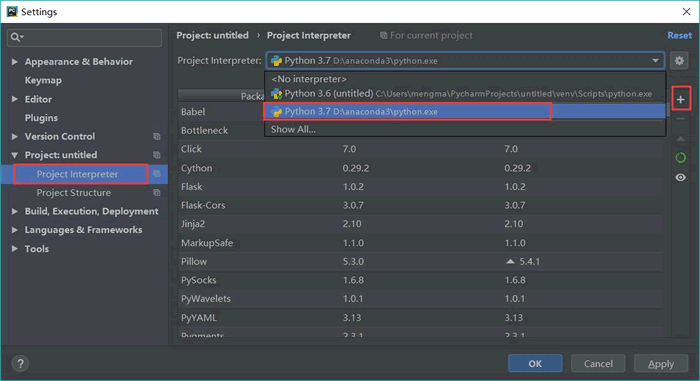 Settings
Project: untitled › Project Interpreter For current project Reset
Appearance & Behavior
Keymap
Editor
Plugins
Version Control
Project: untitled
Project Interpreter
Project Structure
Build, Execution, Deployment
Languages & Frameworks
Tools
Project Interpreter: Python 3.7 D:\anaconda3\python.exe
<No interpreter>
Python 3.6 (untitled) C:\Users\mengma\PycharmProjects\untitled\venv\Scripts\python.exe
Python 3.7 D:\anaconda3\python.exe
Show All...
Packa
Babel
Bottleneck
Click 7.0 7.0
Cython 0.29.2 0.29.2
Flask 1.0.2 1.0.2
Flask-Cors 3.0.7 3.0.7
Jinja2 2.10 2.10
MarkupSafe 1.1.0 1.1.0
Pillow 5.3.0 5.4.1
PySocks 1.6.8 1.6.8
PyWavelets 1.0.1 1.0.1
PyYAML 3.13 3.13
Pygments 2.3.1 2.3.1
? OK Cancel Apply